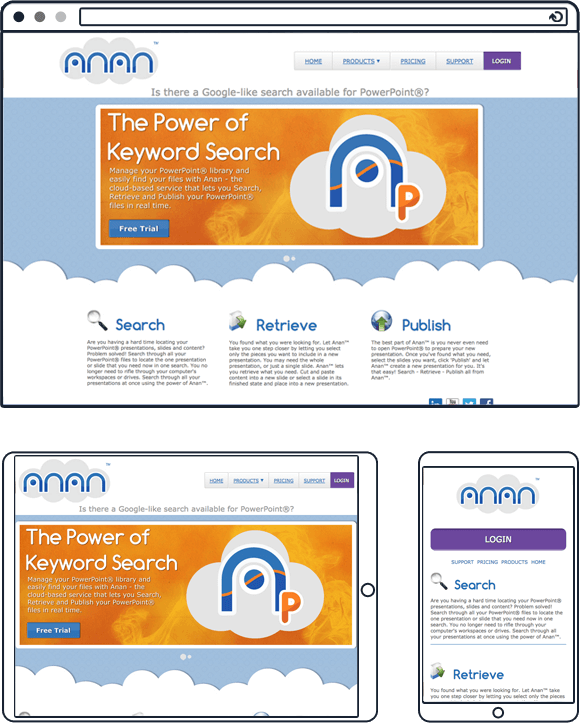 ANAN™
HOME PRODUCTS ▾ PRICING SUPPORT LOGIN
Is there a Google-like search available for PowerPoint®?
The Power of
Keyword Search
Manage your PowerPoint® library and
easily find your files with Anan - the
cloud-based service that lets you Search,
Retrieve and Publish your PowerPoint®
files in real time.
Free Trial
P
Search
Are you having a hard time locating your
PowerPoint® presentations, slides and content?
Problem solved! Search through all your
PowerPoint® files to locate the one presentation
or slide that you need now in one search. You no
longer need to rifle through your computer's
workspaces or drives. Search through all your
presentations at once using the power of Anan™.
Retrieve
You found what you were looking for. Let Anan™
take you one step closer by letting you select
only the pieces you want to include in a new
presentation. You may need the whole
presentation, or just a single slide. Anan™ lets
you retrieve what you need. Cut and paste
content into a new slide or select a slide in its
finished state and place into a new presentation.
Publish
The best part of Anan™ is you never even need
to open PowerPoint® to prepare your new
presentation. Once you've found what you need,
select the slides you want, click 'Publish' and let
Anan™ create a new presentation for you. It's
that easy! Search - Retrieve - Publish all from
Anan™.
ANAN™
HOME PRODUCTS ▾ PRICING SUPPORT LOGIN
Is there a Google-like search available for PowerPoint®?
The Power of
Keyword Search
Manage your PowerPoint® library and
easily find your files with Anan - the
cloud-based service that lets you Search,
Retrieve and Publish your PowerPoint®
files in real time.
Free Trial
P
ANAN™
LOGIN
SUPPORT PRICING PRODUCTS HOME
Search
Are you having a hard time locating your PowerPoint®
presentations, slides and content? Problem solved!
Search through all your PowerPoint® files to locate the
one presentation or slide that you need now in one
search. You no longer need to rifle through your
computer's workspaces or drives. Search through all
your presentations at once using the power of Anan™.
Retrieve
You found what you were looking for. Let Anan™ take
you one step closer by letting you select only the pieces